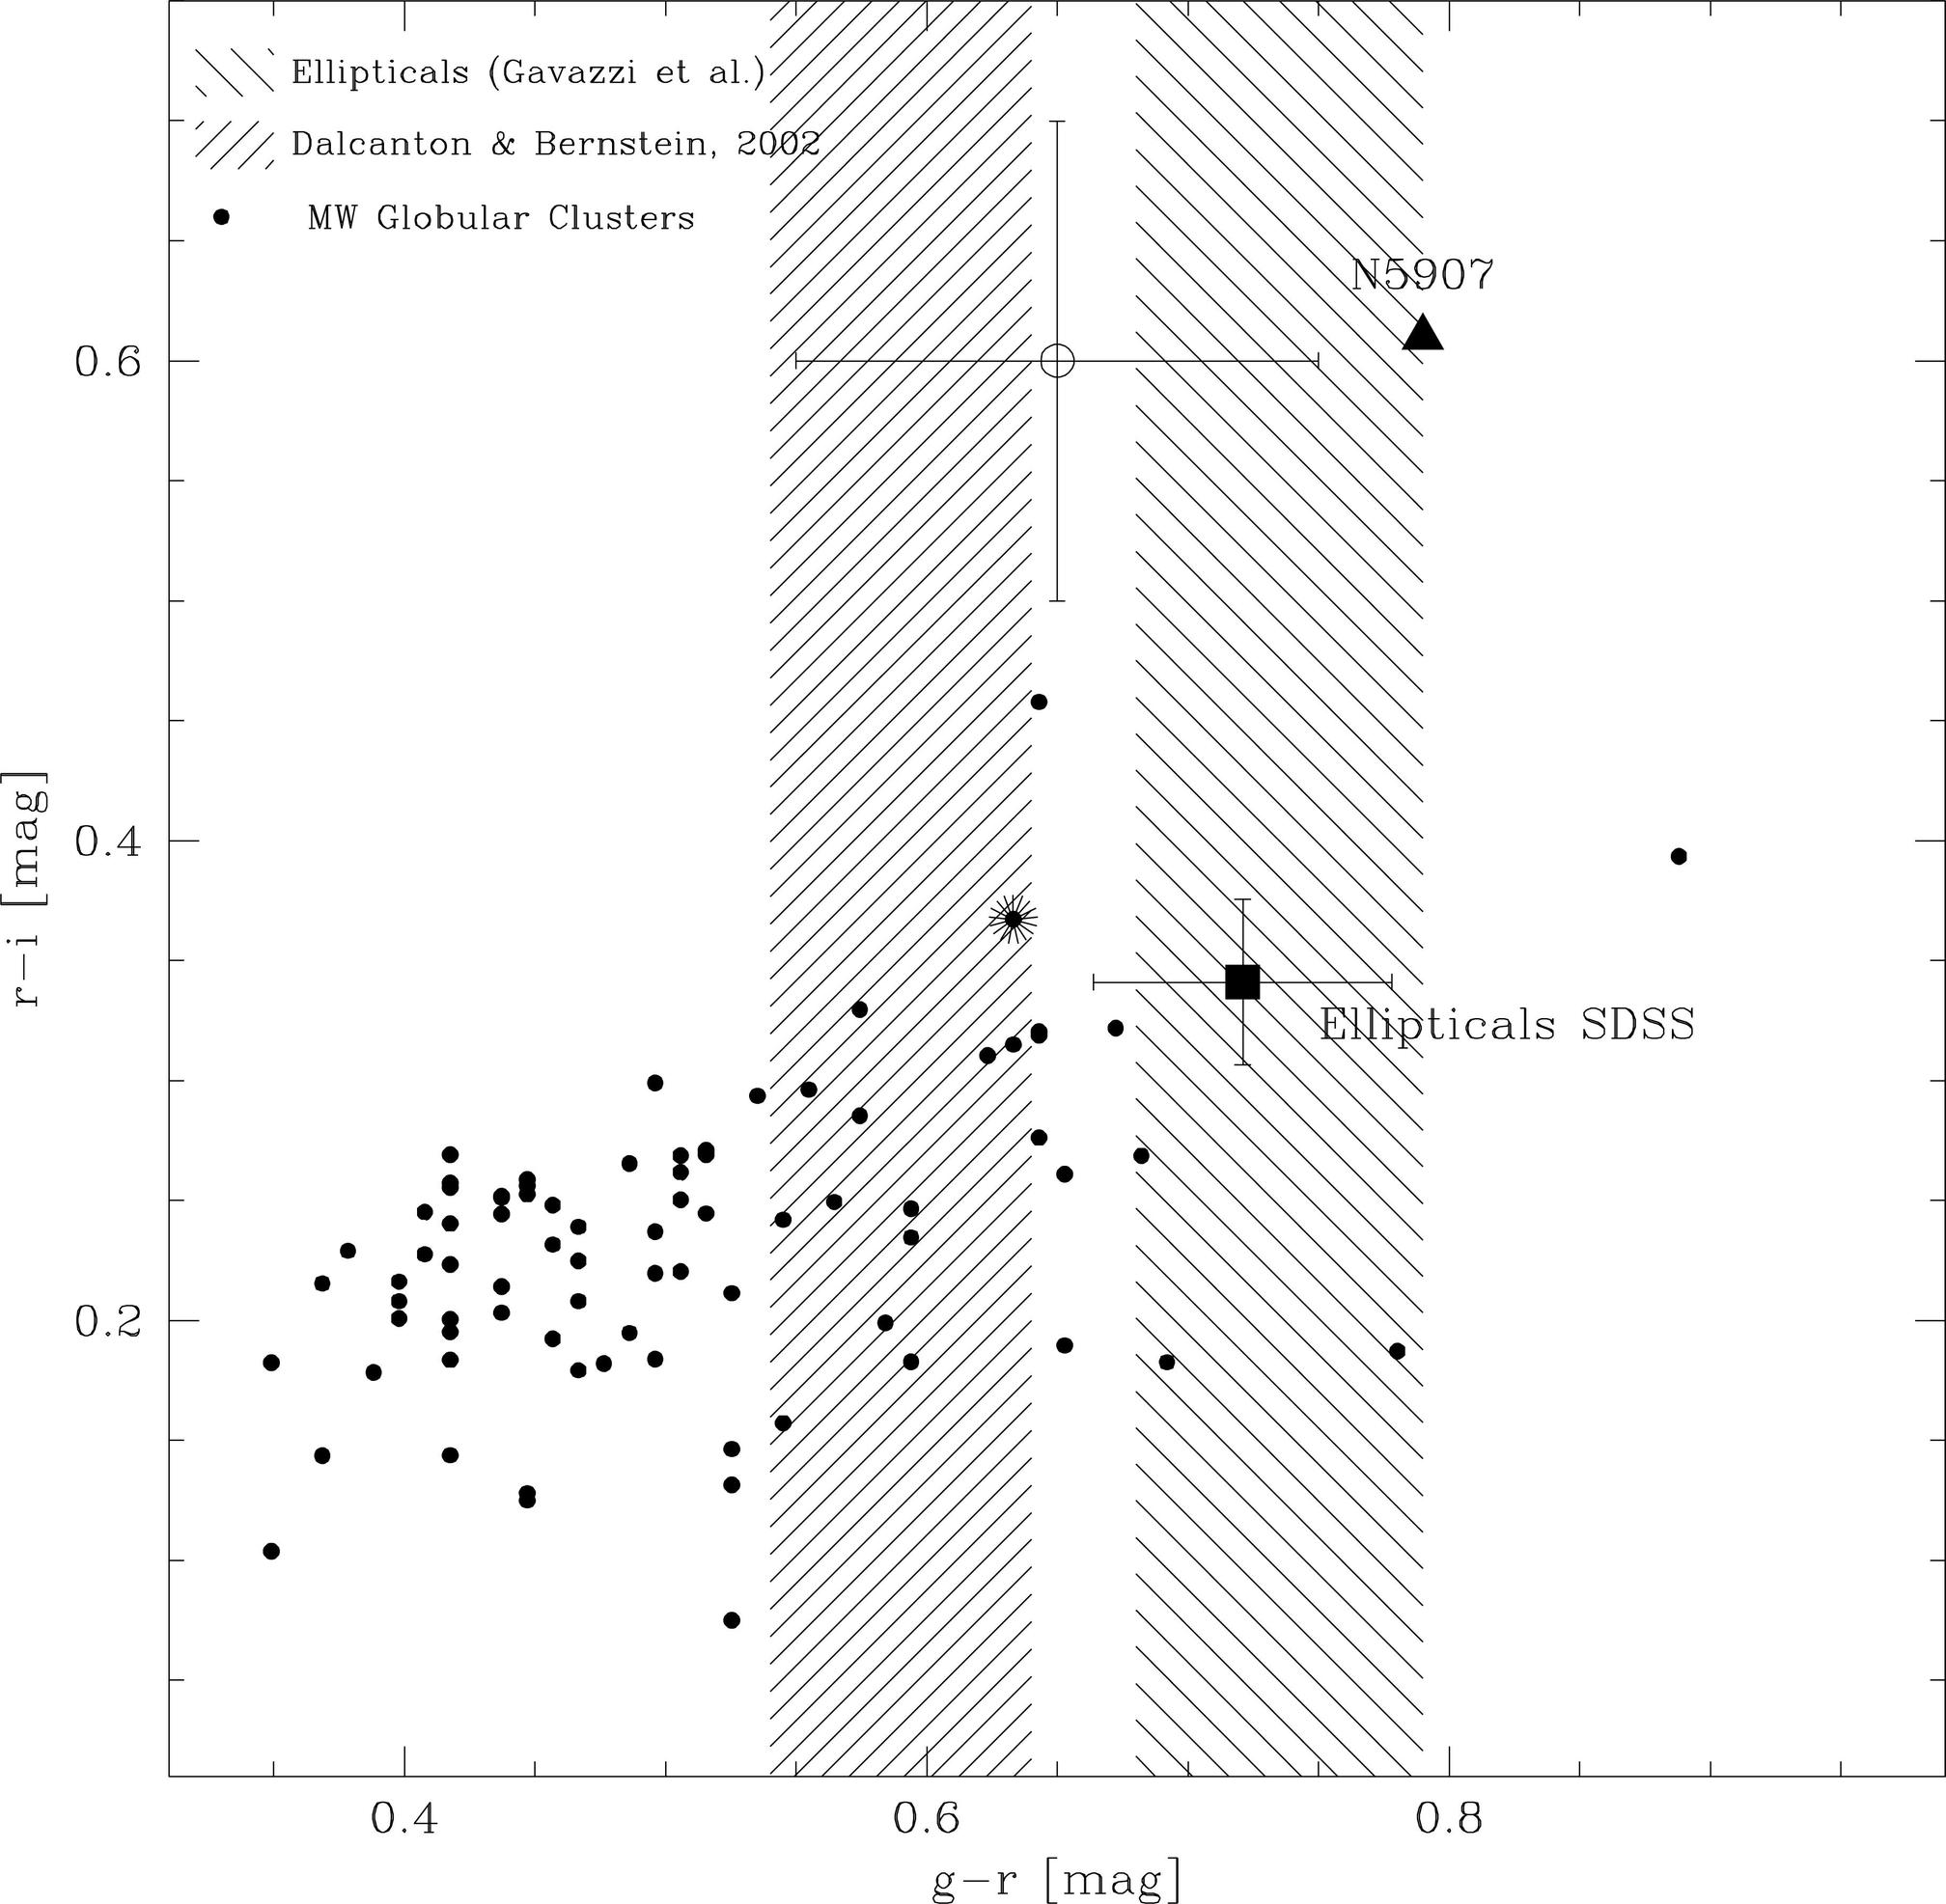 Ellipticals (Gavazzi et al.)
Dalcanton & Bernstein, 2002
MW Globular Clusters
N5907
0.6
r-i [mag]
0.4
Ellipticals SDSS
0.2
0.4 0.6 0.8
g-r [mag]